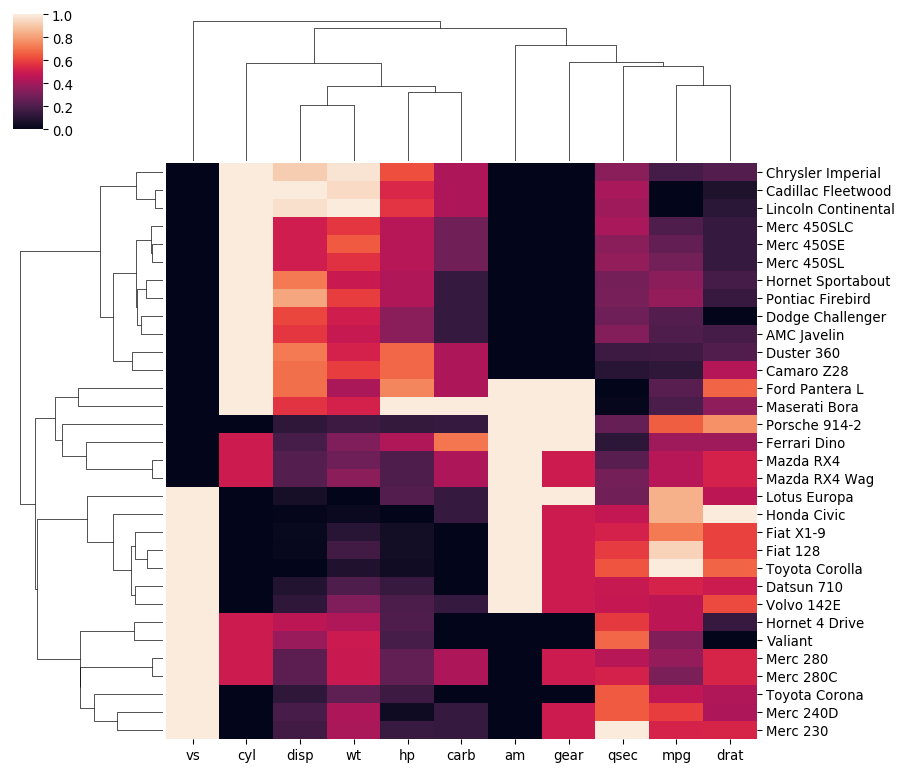 1.0
0.8
0.6
0.4
0.2
0.0
Chrysler Imperial
Cadillac Fleetwood
Lincoln Continental
Merc 450SLC
Merc 450SE
Merc 450SL
Hornet Sportabout
Pontiac Firebird
Dodge Challenger
AMC Javelin
Duster 360
Camaro Z28
Ford Pantera L
Maserati Bora
Porsche 914-2
Ferrari Dino
Mazda RX4
Mazda RX4 Wag
Lotus Europa
Honda Civic
Fiat X1-9
Fiat 128
Toyota Corolla
Datsun 710
Volvo 142E
Hornet 4 Drive
Valiant
Merc 280
Merc 280C
Toyota Corona
Merc 240D
Merc 230
vs cyl disp wt hp carb am gear qsec mpg drat